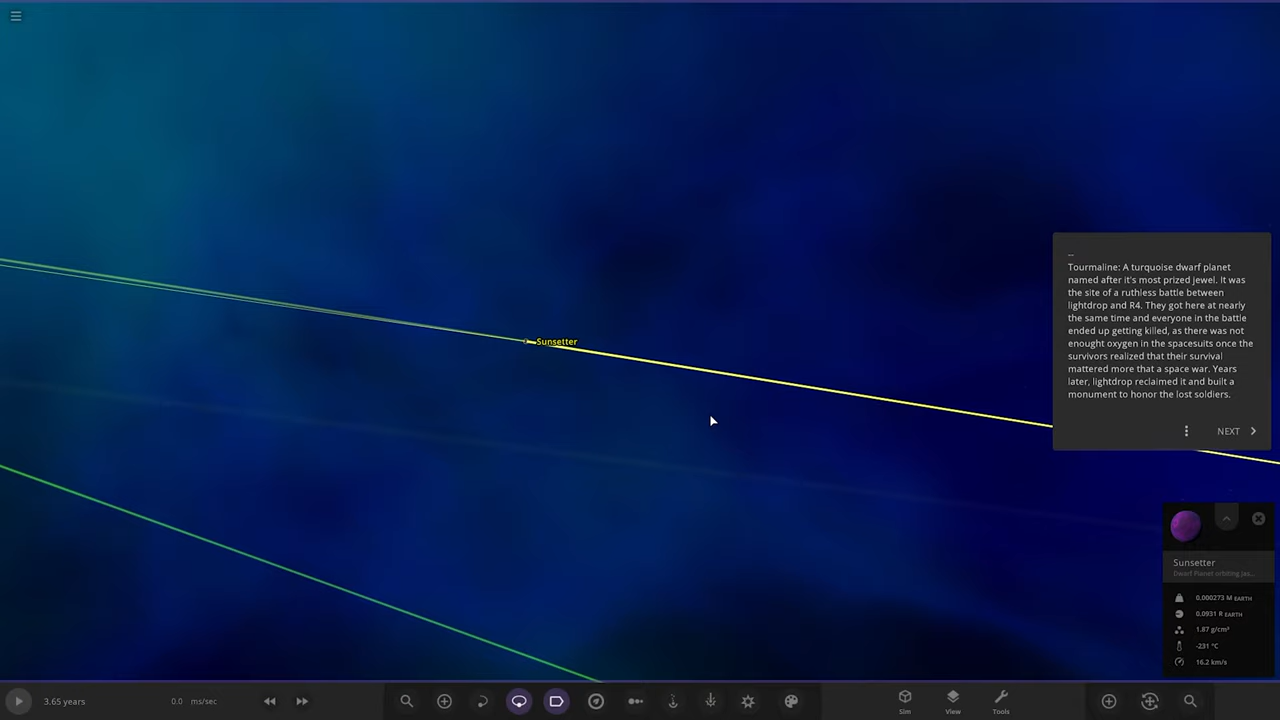 Sunsetter
...
Tourmaline: A turquoise dwarf planet
named after it's most prized jewel. It was
the site of a ruthless battle between
lightdrop and R4. They got here at nearly
the same time and everyone in the battle
ended up getting killed, as there was not
enought oxygen in the spacesuits once the
survivors realized that their survival
mattered more that a space war. Years
later, lightdrop reclaimed it and built a
monument to honor the lost soldiers.
NEXT
Sunsetter
Dwarf Planet orbiting Jas...
0.000273 M EARTH
0.0931 R EARTH
1.87 g/cm³
-231 °C
16.2 km/s
3.65 years
0.0 ms/sec
Sim
View
Tools